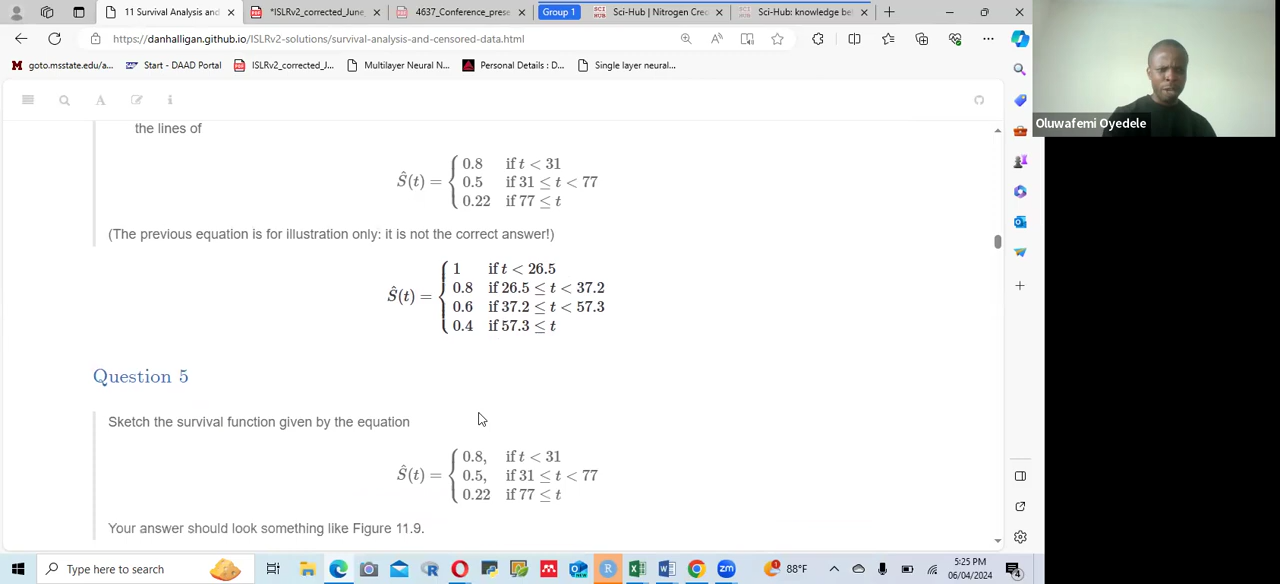 11 Survival Analysis and
*ISLRv2_corrected_June_
4637_Conference_prese
Group 1
SCI HUB
Sci-Hub | Nitrogen Cre
SCI HUB
Sci-Hub: knowledge be
https://danhalligan.github.io/ISLRv2-solutions/survival-analysis-and-censored-data.html
goto.msstate.edu/a...
Start - DAAD Portal
ISLRv2_corrected_J...
Multilayer Neural N...
Personal Details : D...
Single layer neural...
Oluwafemi Oyedele
the lines of
Ŝ(t) = { 0.8 if t < 31
0.5 if 31 ≤ t < 77
0.22 if 77 ≤ t
(The previous equation is for illustration only: it is not the correct answer!)
Ŝ(t) = { 1 if t < 26.5
0.8 if 26.5 ≤ t < 37.2
0.6 if 37.2 ≤ t < 57.3
0.4 if 57.3 ≤ t
Question 5
Sketch the survival function given by the equation
Ŝ(t) = { 0.8, if t < 31
0.5, if 31 ≤ t < 77
0.22 if 77 ≤ t
Your answer should look something like Figure 11.9.
Type here to search
88°F
5:25 PM
06/04/2024